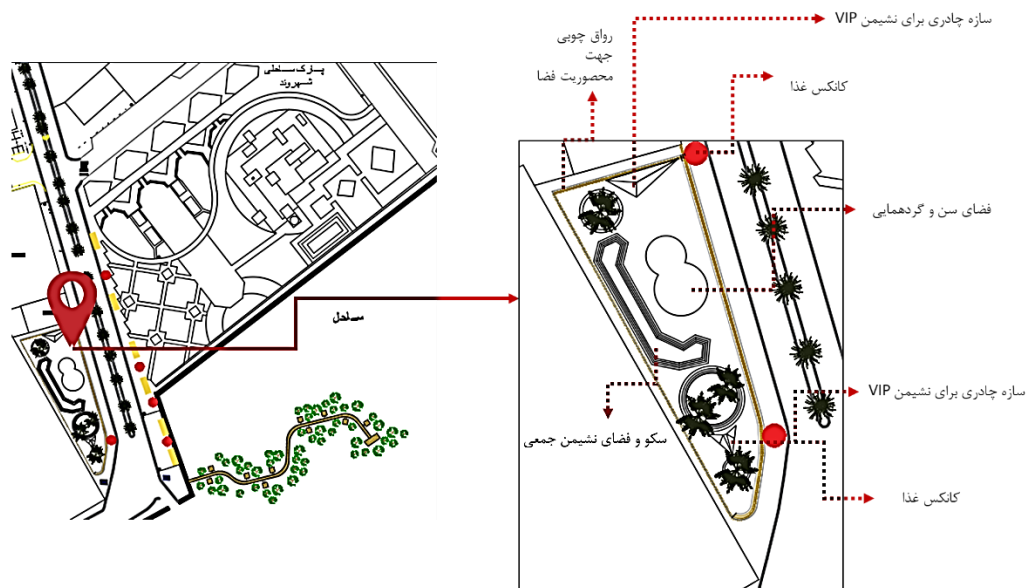 سازه چادری برای نشیمن VIP
رواق چوبی
جهت
محصوریت فضا
کانکس غذا
پارک ساحلی
شهروند
فضای سن و گردهمایی
ساحل
سازه چادری برای نشیمن VIP
سکو و فضای نشیمن جمعی
کانکس غذا